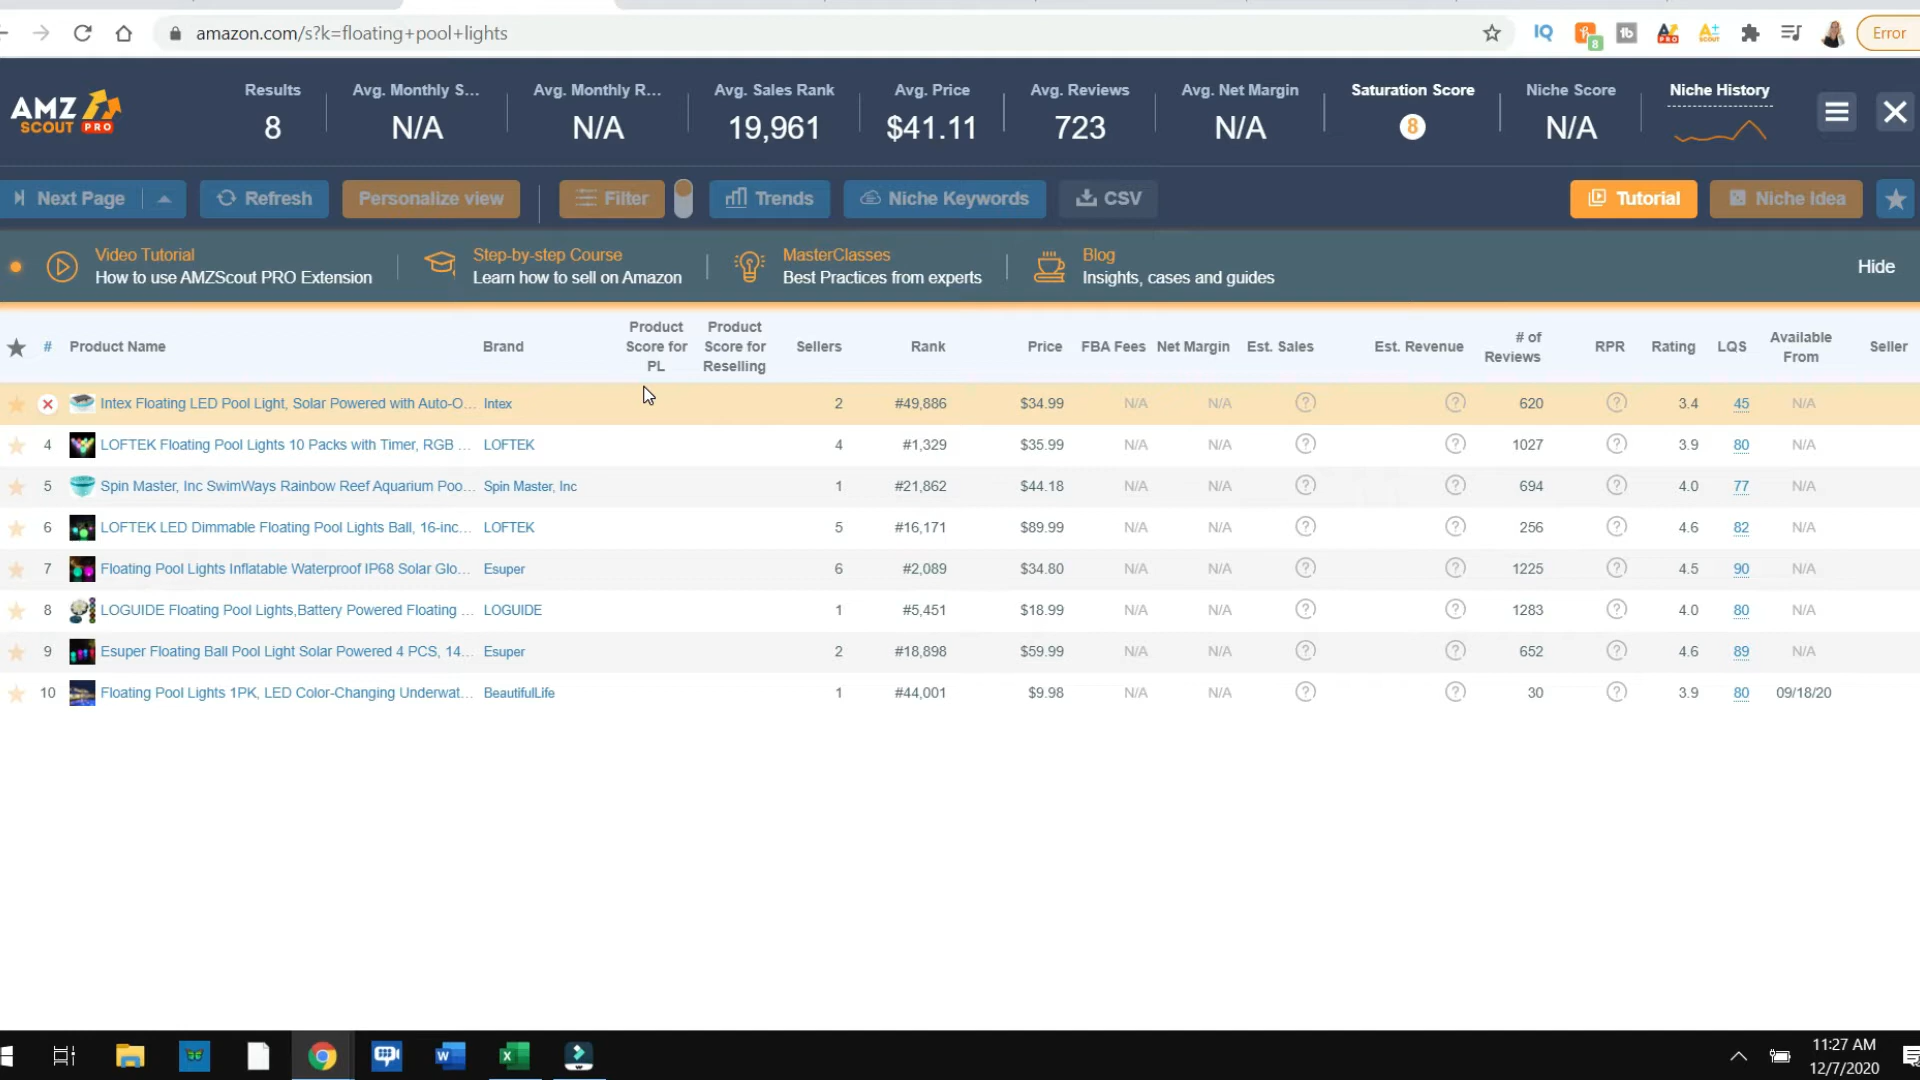 amazon.com/s?k=floating+pool+lights
8
Error
AMZ
SCOUT PRO
Results
8
Avg. Monthly S...
N/A
Avg. Monthly R...
N/A
Avg. Sales Rank
19,961
Avg. Price
$41.11
Avg. Reviews
723
Avg. Net Margin
N/A
Saturation Score
8
Niche Score
N/A
Niche History
Next Page
Refresh
Personalize view
Filter
Trends
Niche Keywords
CSV
Tutorial
Niche Idea
Video Tutorial
How to use AMZScout PRO Extension
Step-by-step Course
Learn how to sell on Amazon
MasterClasses
Best Practices from experts
Blog
Insights, cases and guides
Hide
# Product Name Brand Product Score for PL Product Score for Reselling Sellers Rank Price FBA Fees Net Margin Est. Sales Est. Revenue # of Reviews RPR Rating LQS Available From Seller
Intex Floating LED Pool Light, Solar Powered with Auto-O... Intex 2 #49,886 $34.99 N/A N/A ? ? 620 ? 3.4 45 N/A
4 LOFTEK Floating Pool Lights 10 Packs with Timer, RGB ... LOFTEK 4 #1,329 $35.99 N/A N/A ? ? 1027 ? 3.9 80 N/A
5 Spin Master, Inc SwimWays Rainbow Reef Aquarium Poo... Spin Master, Inc 1 #21,862 $44.18 N/A N/A ? ? 694 ? 4.0 77 N/A
6 LOFTEK LED Dimmable Floating Pool Lights Ball, 16-inc... LOFTEK 5 #16,171 $89.99 N/A N/A ? ? 256 ? 4.6 82 N/A
7 Floating Pool Lights Inflatable Waterproof IP68 Solar Glo... Esuper 6 #2,089 $34.80 N/A N/A ? ? 1225 ? 4.5 90 N/A
8 LOGUIDE Floating Pool Lights,Battery Powered Floating ... LOGUIDE 1 #5,451 $18.99 N/A N/A ? ? 1283 ? 4.0 80 N/A
9 Esuper Floating Ball Pool Light Solar Powered 4 PCS, 14... Esuper 2 #18,898 $59.99 N/A N/A ? ? 652 ? 4.6 89 N/A
10 Floating Pool Lights 1PK, LED Color-Changing Underwat... BeautifulLife 1 #44,001 $9.98 N/A N/A ? ? 30 ? 3.9 80 09/18/20
11:27 AM
12/7/2020